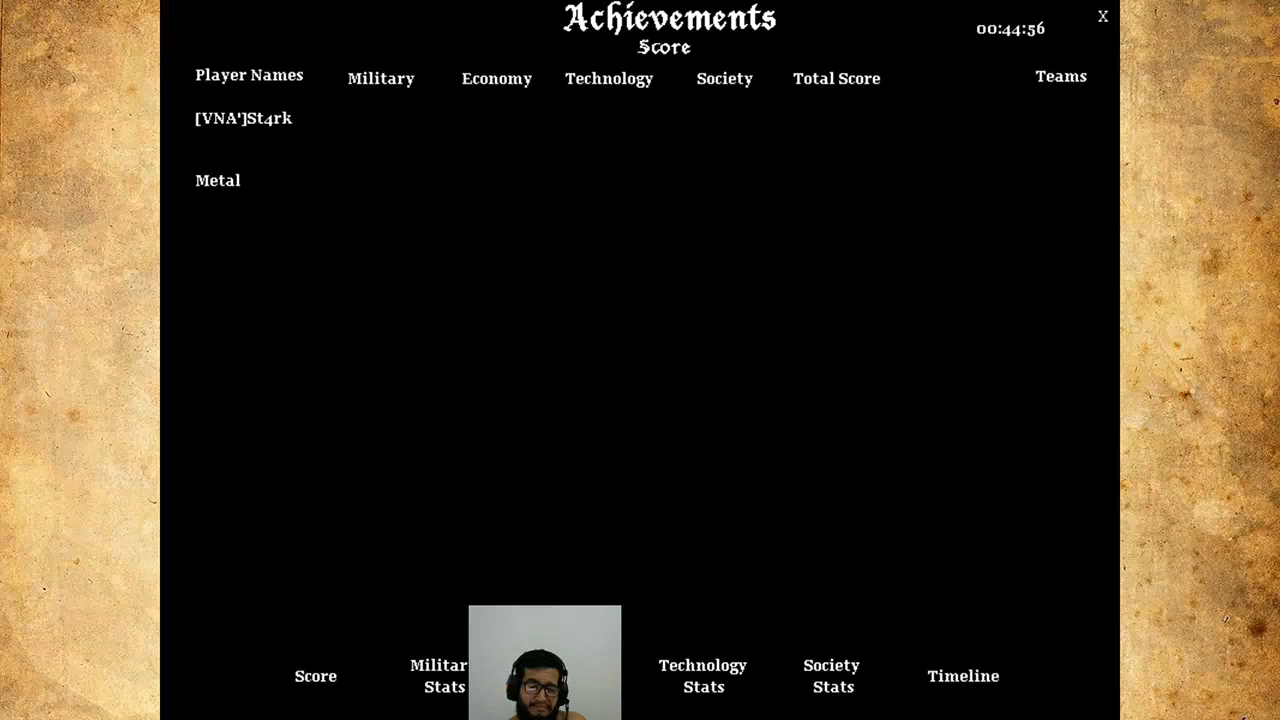 Achievements
Score
00:44:56
X
Player Names Military Economy Technology Society Total Score Teams
[VNA']St4rk
Metal
Score
Militar
Stats
Technology
Stats
Society
Stats
Timeline